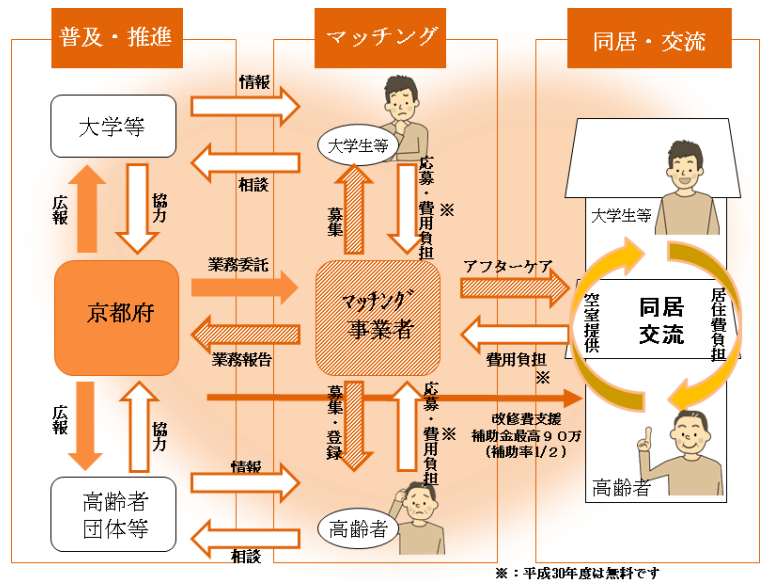 普及・推進
マッチング
同居・交流
情報
大学等
大学生等
相談
広報
協力
募集
応募・費用負担
※
大学生等
業務委託
アフターケア
京都府
ﾏｯﾁﾝｸﾞ
事業者
空室提供
同居
交流
居住費負担
業務報告
費用負担
※
広報
協力
募集・登録
応募・費用負担
※
改修費支援
補助金最高９０万
（補助率1/２）
情報
高齢者
団体等
高齢者
高齢者
相談
※：平成30年度は無料です